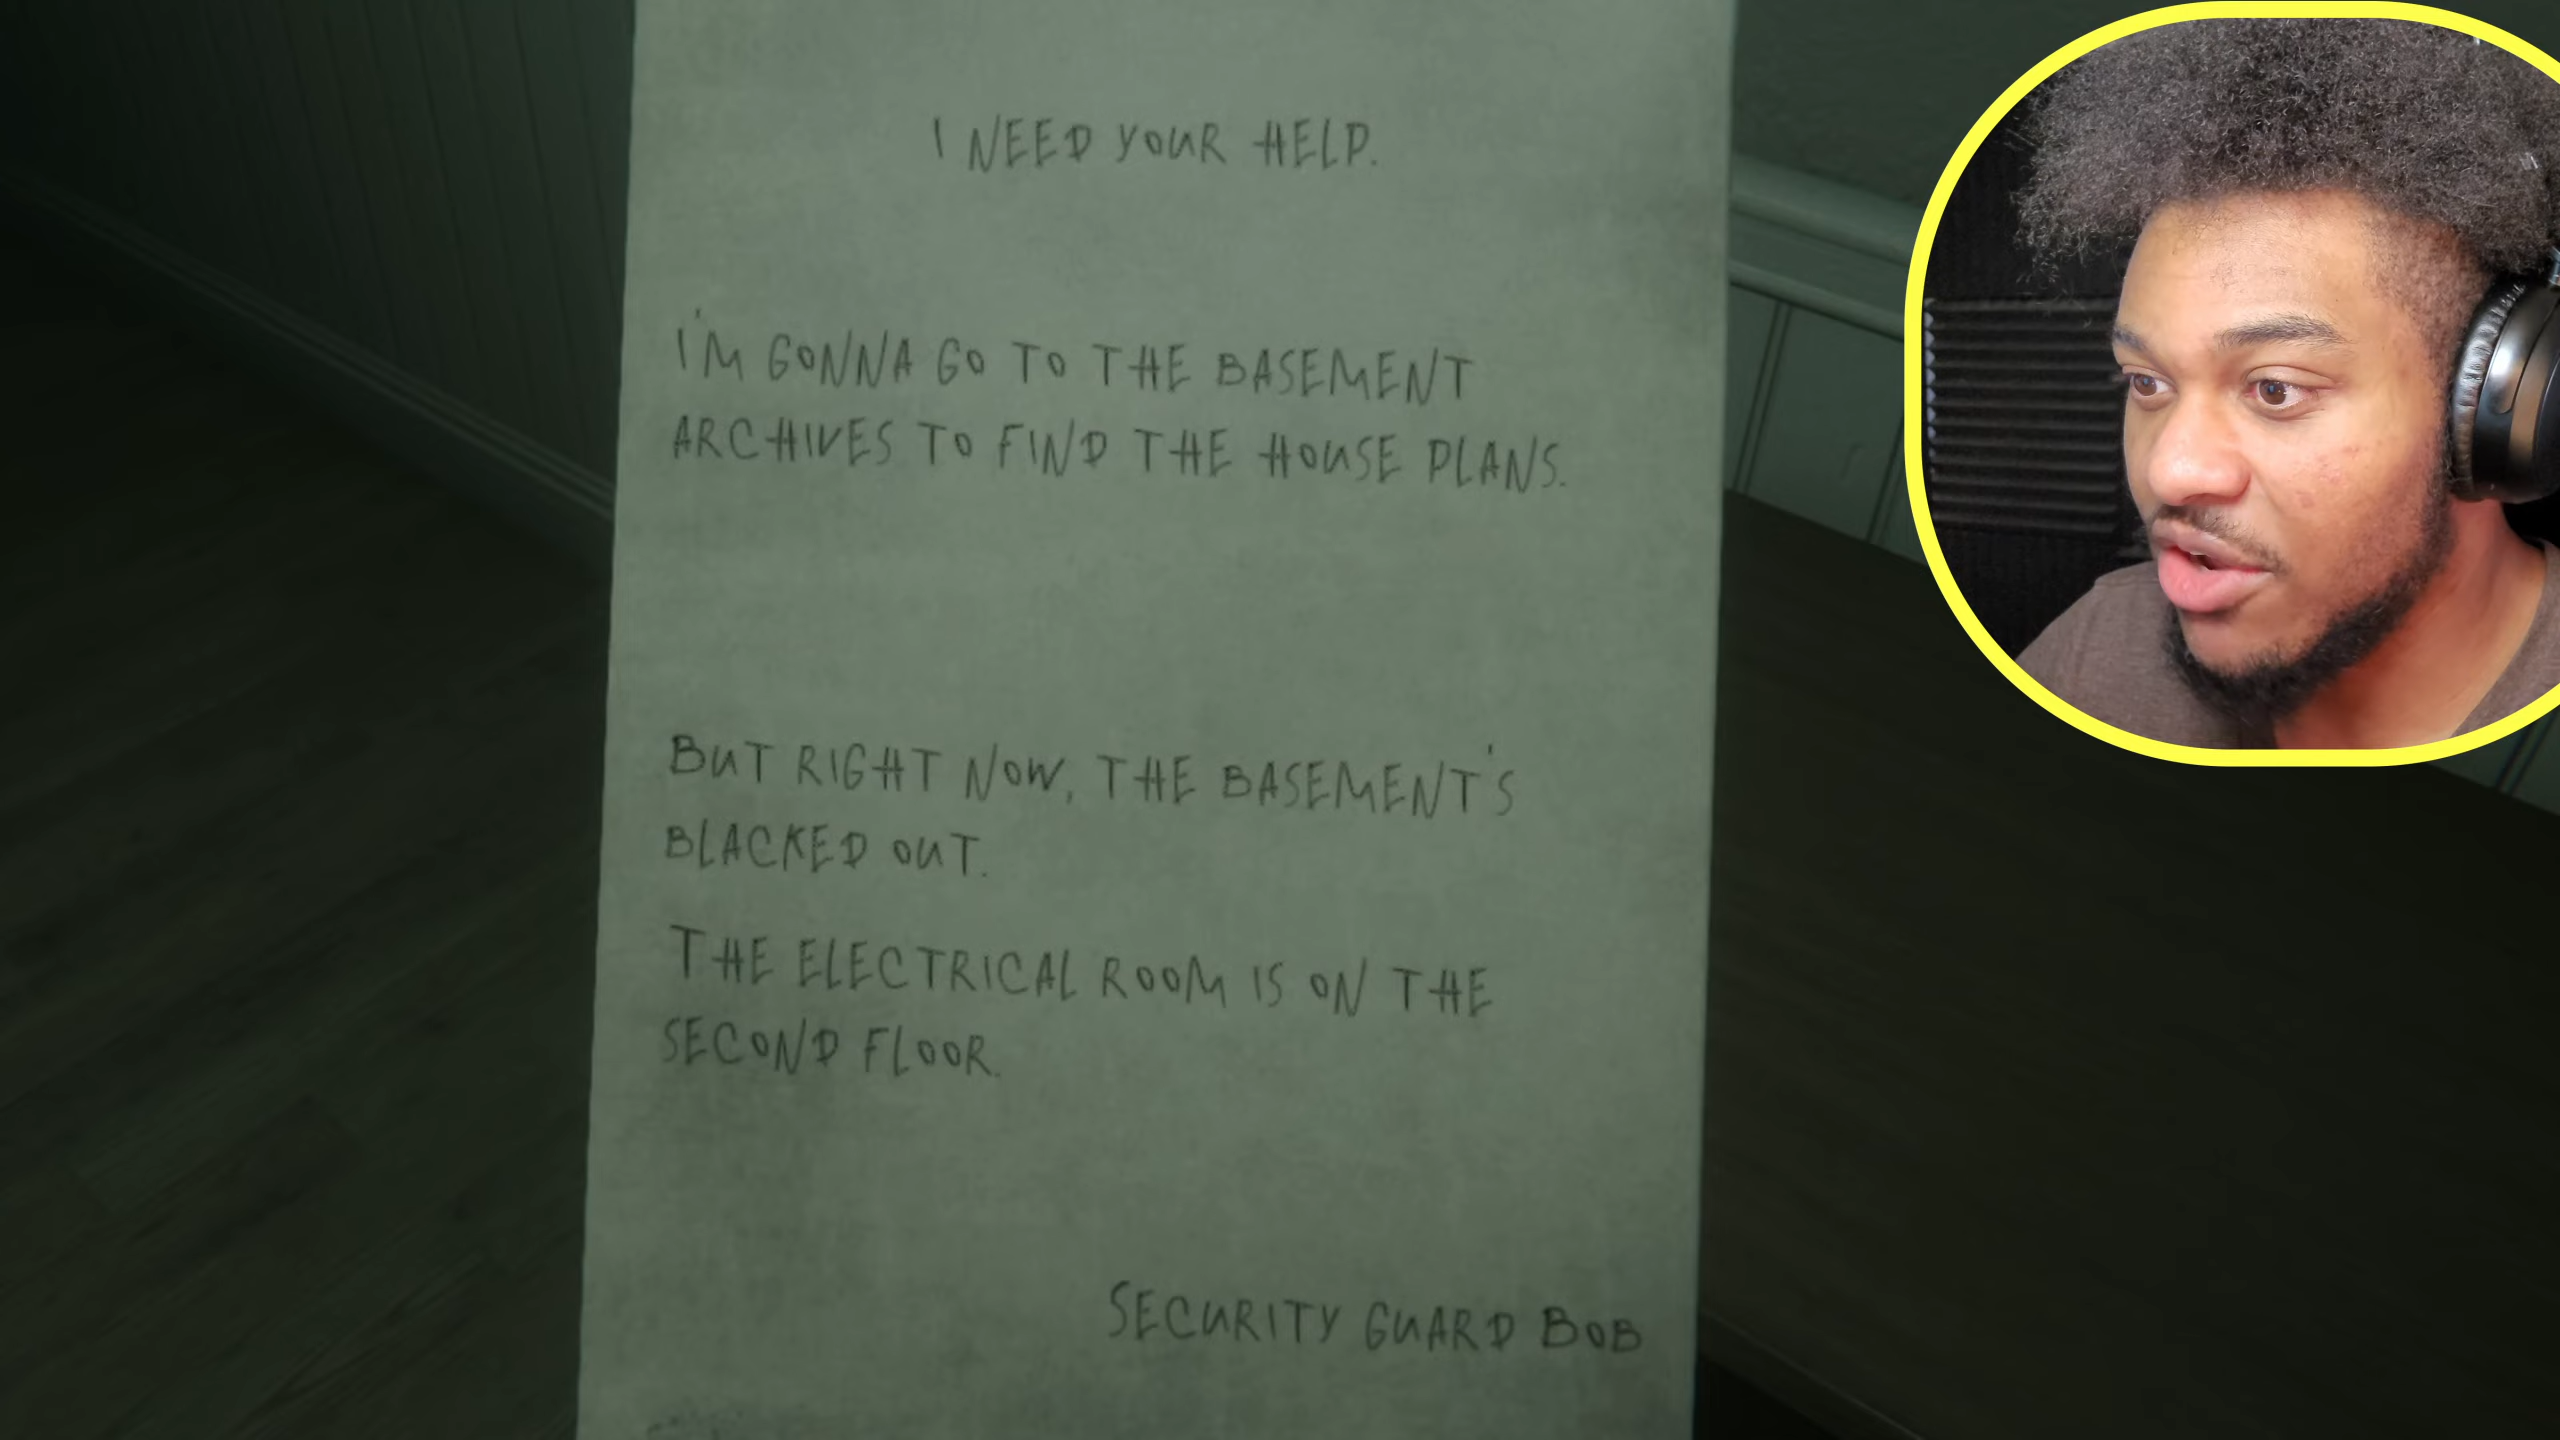 I NEED YOUR HELP.
I'M GONNA GO TO THE BASEMENT
ARCHIVES TO FIND THE HOUSE PLANS.
BUT RIGHT NOW, THE BASEMENT'S
BLACKED OUT.
THE ELECTRICAL ROOM IS ON THE
SECOND FLOOR.
SECURITY GUARD BOB